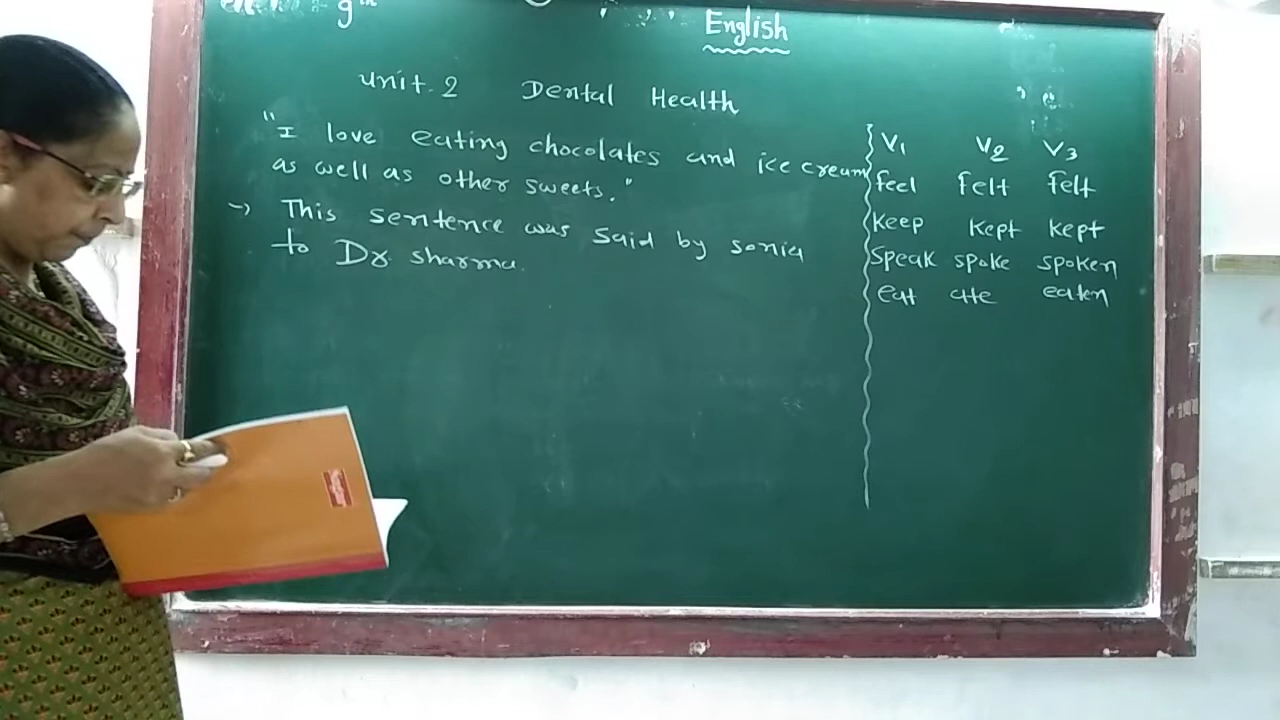 9th
English
Unit-2 Dental Health
"I love eating chocolates and ice cream
as well as other sweets."
→ This sentence was said by sonia
to Dr sharma.
V1 V2 V3
feel felt felt
keep kept kept
speak spoke spoken
eat ate eaten